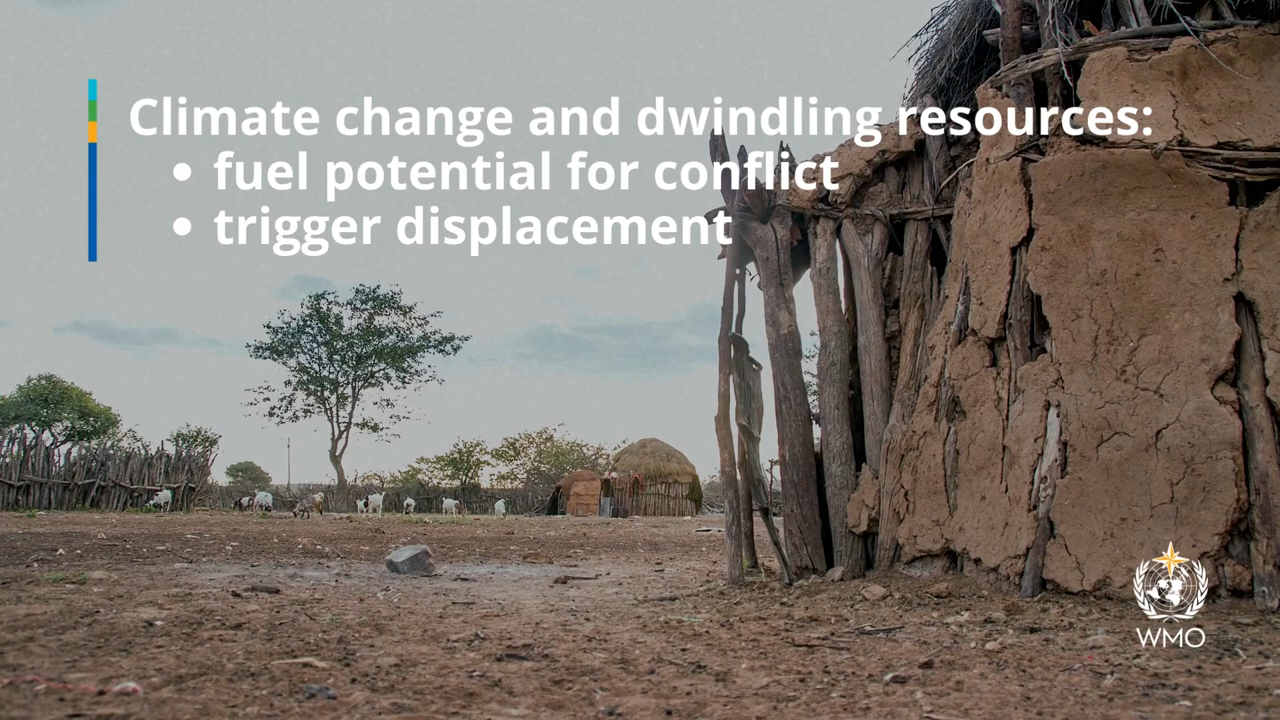 Climate change and dwindling resources:
• fuel potential for conflict
• trigger displacement
WMO